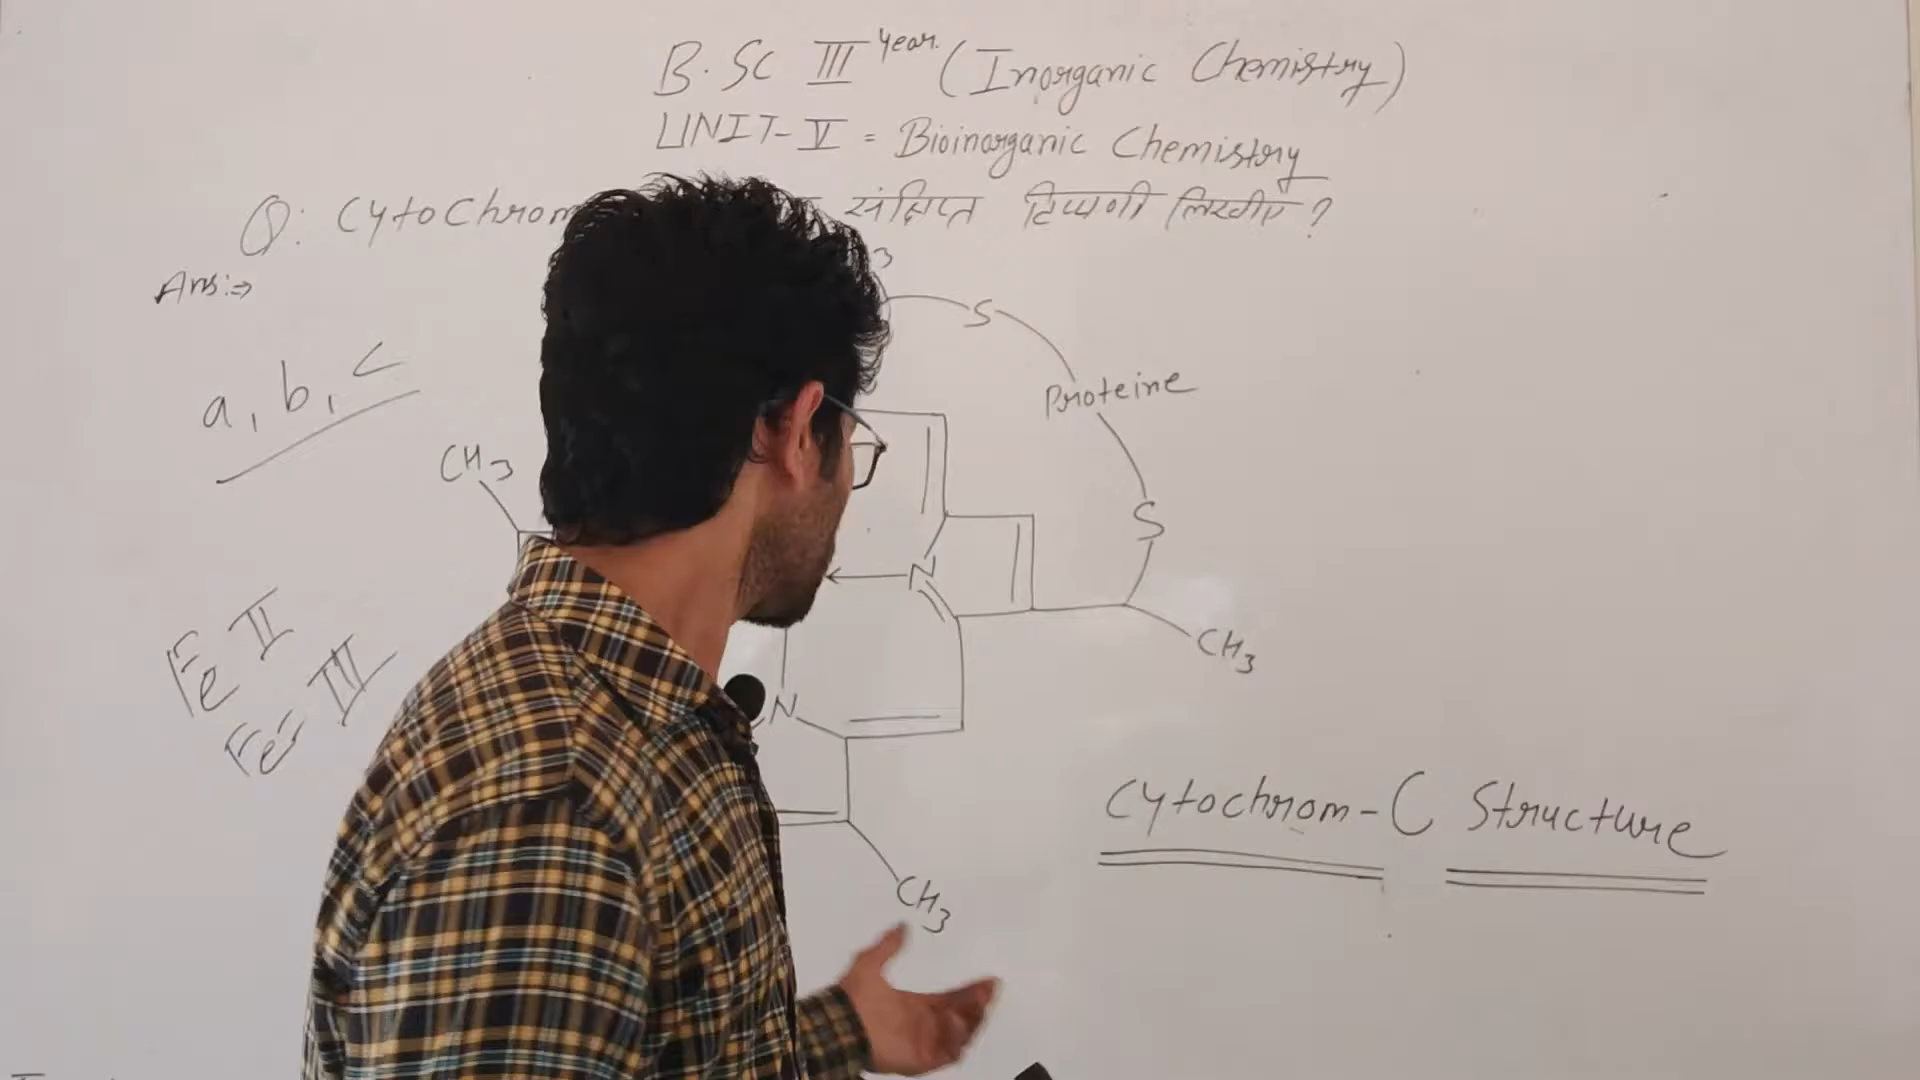 B.Sc III Year (Inorganic Chemistry)
UNIT-V = Bioinorganic Chemistry
Q: Cytochrom संक्षिप्त टिप्पणी लिखीए ?
Ans:⇒
3
S
a, b, c
Proteine
CH3
S
N
Fe II
CH3
Fe III
N
Cytochrom-C Structure
CH3